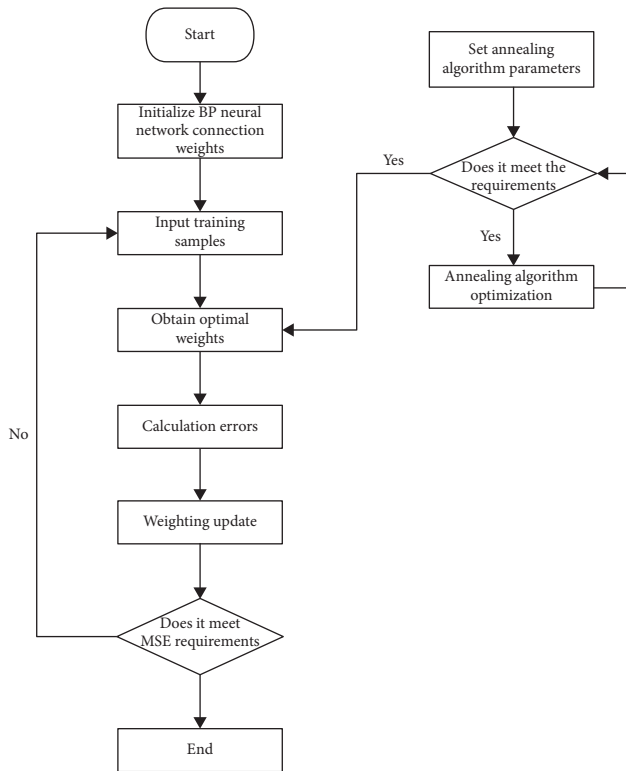 Start
Initialize BP neural
network connection
weights
Input training
samples
Obtain optimal
weights
Calculation errors
Weighting update
Does it meet
MSE requirements
End
No
Set annealing
algorithm parameters
Does it meet the
requirements
Yes
Yes
Annealing algorithm
optimization